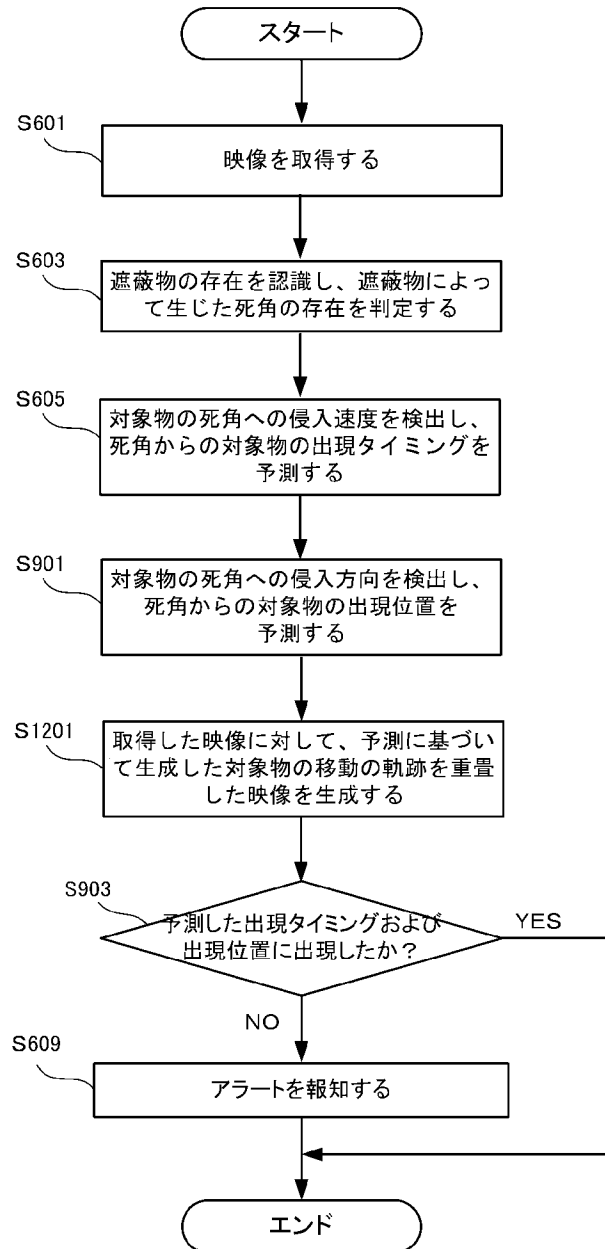 スタート
S601
映像を取得する
S603
遮蔽物の存在を認識し、遮蔽物によっ
て生じた死角の存在を判定する
S605
対象物の死角への侵入速度を検出し、
死角からの対象物の出現タイミングを
予測する
S901
対象物の死角への侵入方向を検出し、
死角からの対象物の出現位置を
予測する
S1201
取得した映像に対して、予測に基づい
て生成した対象物の移動の軌跡を重畳
した映像を生成する
S903
予測した出現タイミングおよび
出現位置に出現したか？
YES
NO
S609
アラートを報知する
エンド